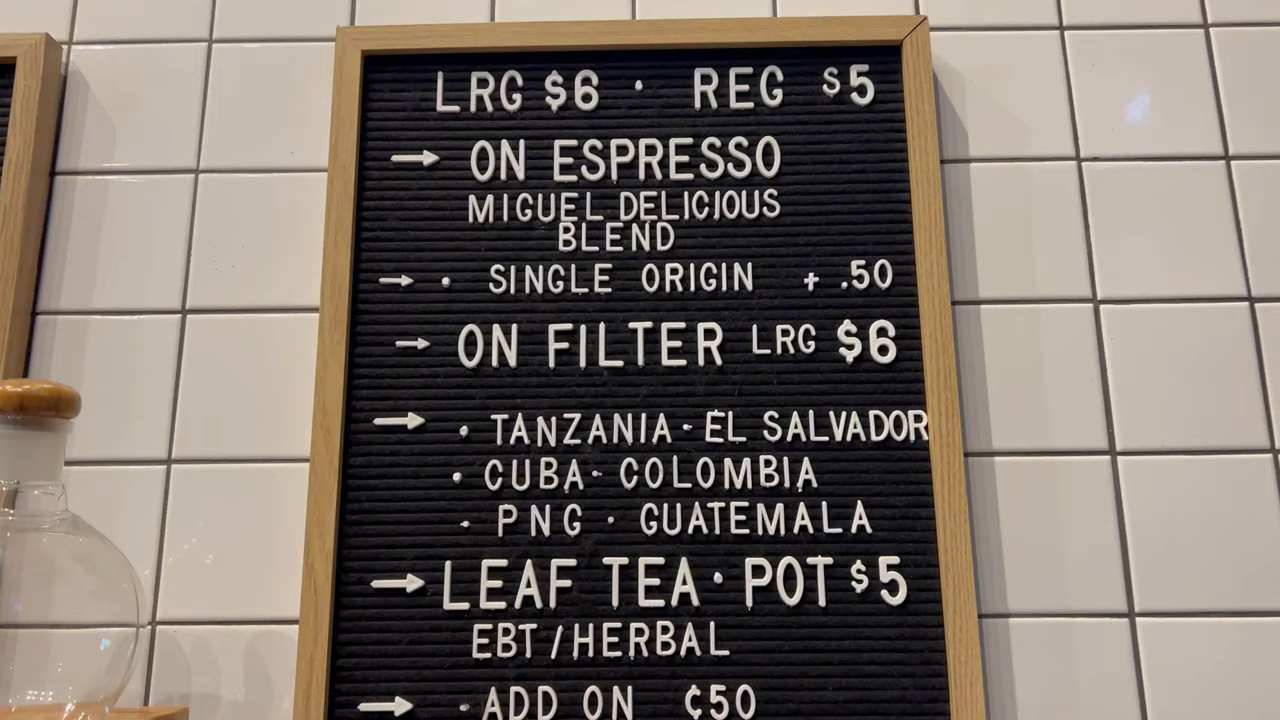 LRG $6 · REG $5
→ ON ESPRESSO
MIGUEL DELICIOUS
BLEND
→ · SINGLE ORIGIN + .50
→ ON FILTER LRG $6
→ · TANZANIA - EL SALVADOR
· CUBA - COLOMBIA
· PNG · GUATEMALA
→ LEAF TEA · POT $5
EBT / HERBAL
→ · ADD ON ¢50